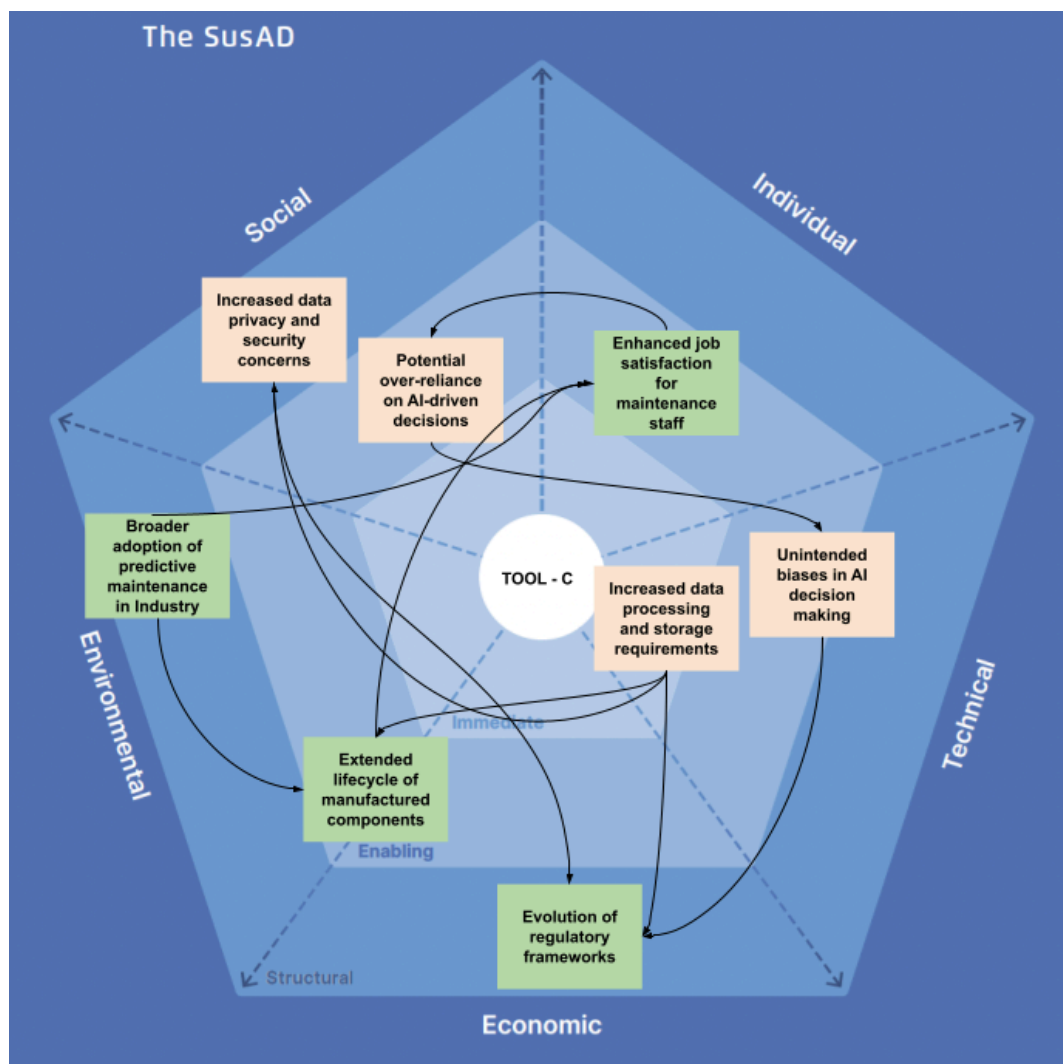 The SusAD
Social
Individual
Increased data
privacy and
security
concerns
Potential
over-reliance
on AI-driven
decisions
Enhanced job
satisfaction
for
maintenance
staff
Broader
adoption of
predictive
maintenance
in Industry
TOOL - C
Increased data
processing
and storage
requirements
Unintended
biases in AI
decision
making
Environmental
Technical
Immediate
Extended
lifecycle of
manufactured
components
Enabling
Evolution of
regulatory
frameworks
Structural
Economic